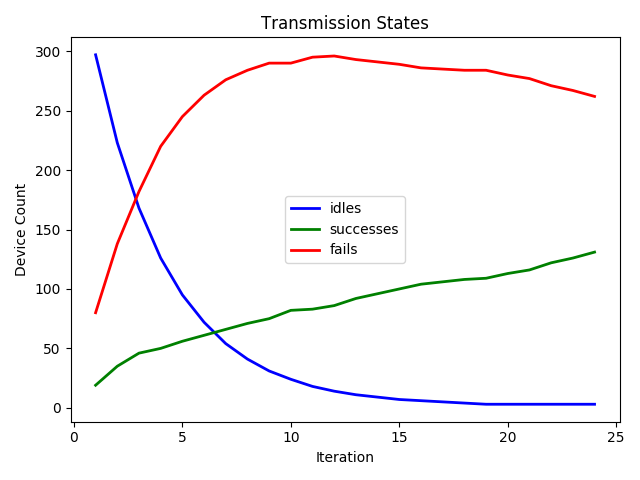 Transmission States
Device Count
300
250
200
150
100
50
0
idles
successes
fails
0 5 10 15 20 25
Iteration